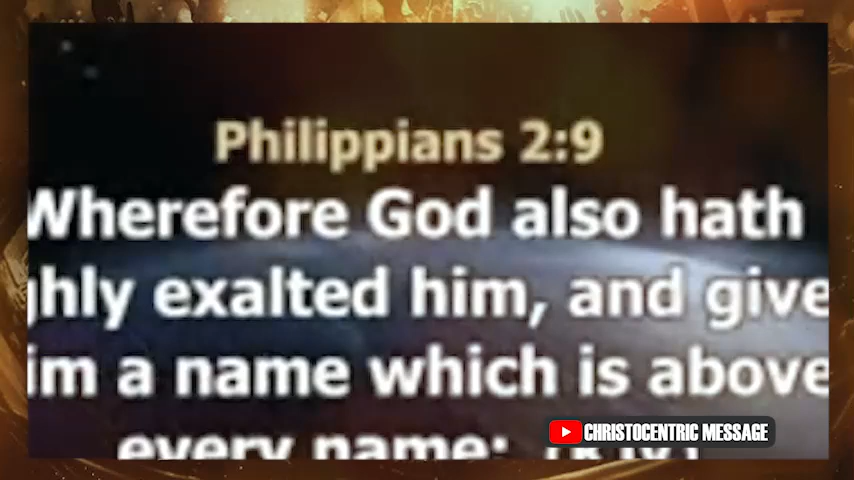 Philippians 2:9
Wherefore God also hath
ghly exalted him, and give
im a name which is above
every name: (KJV)
CHRISTOCENTRIC MESSAGE